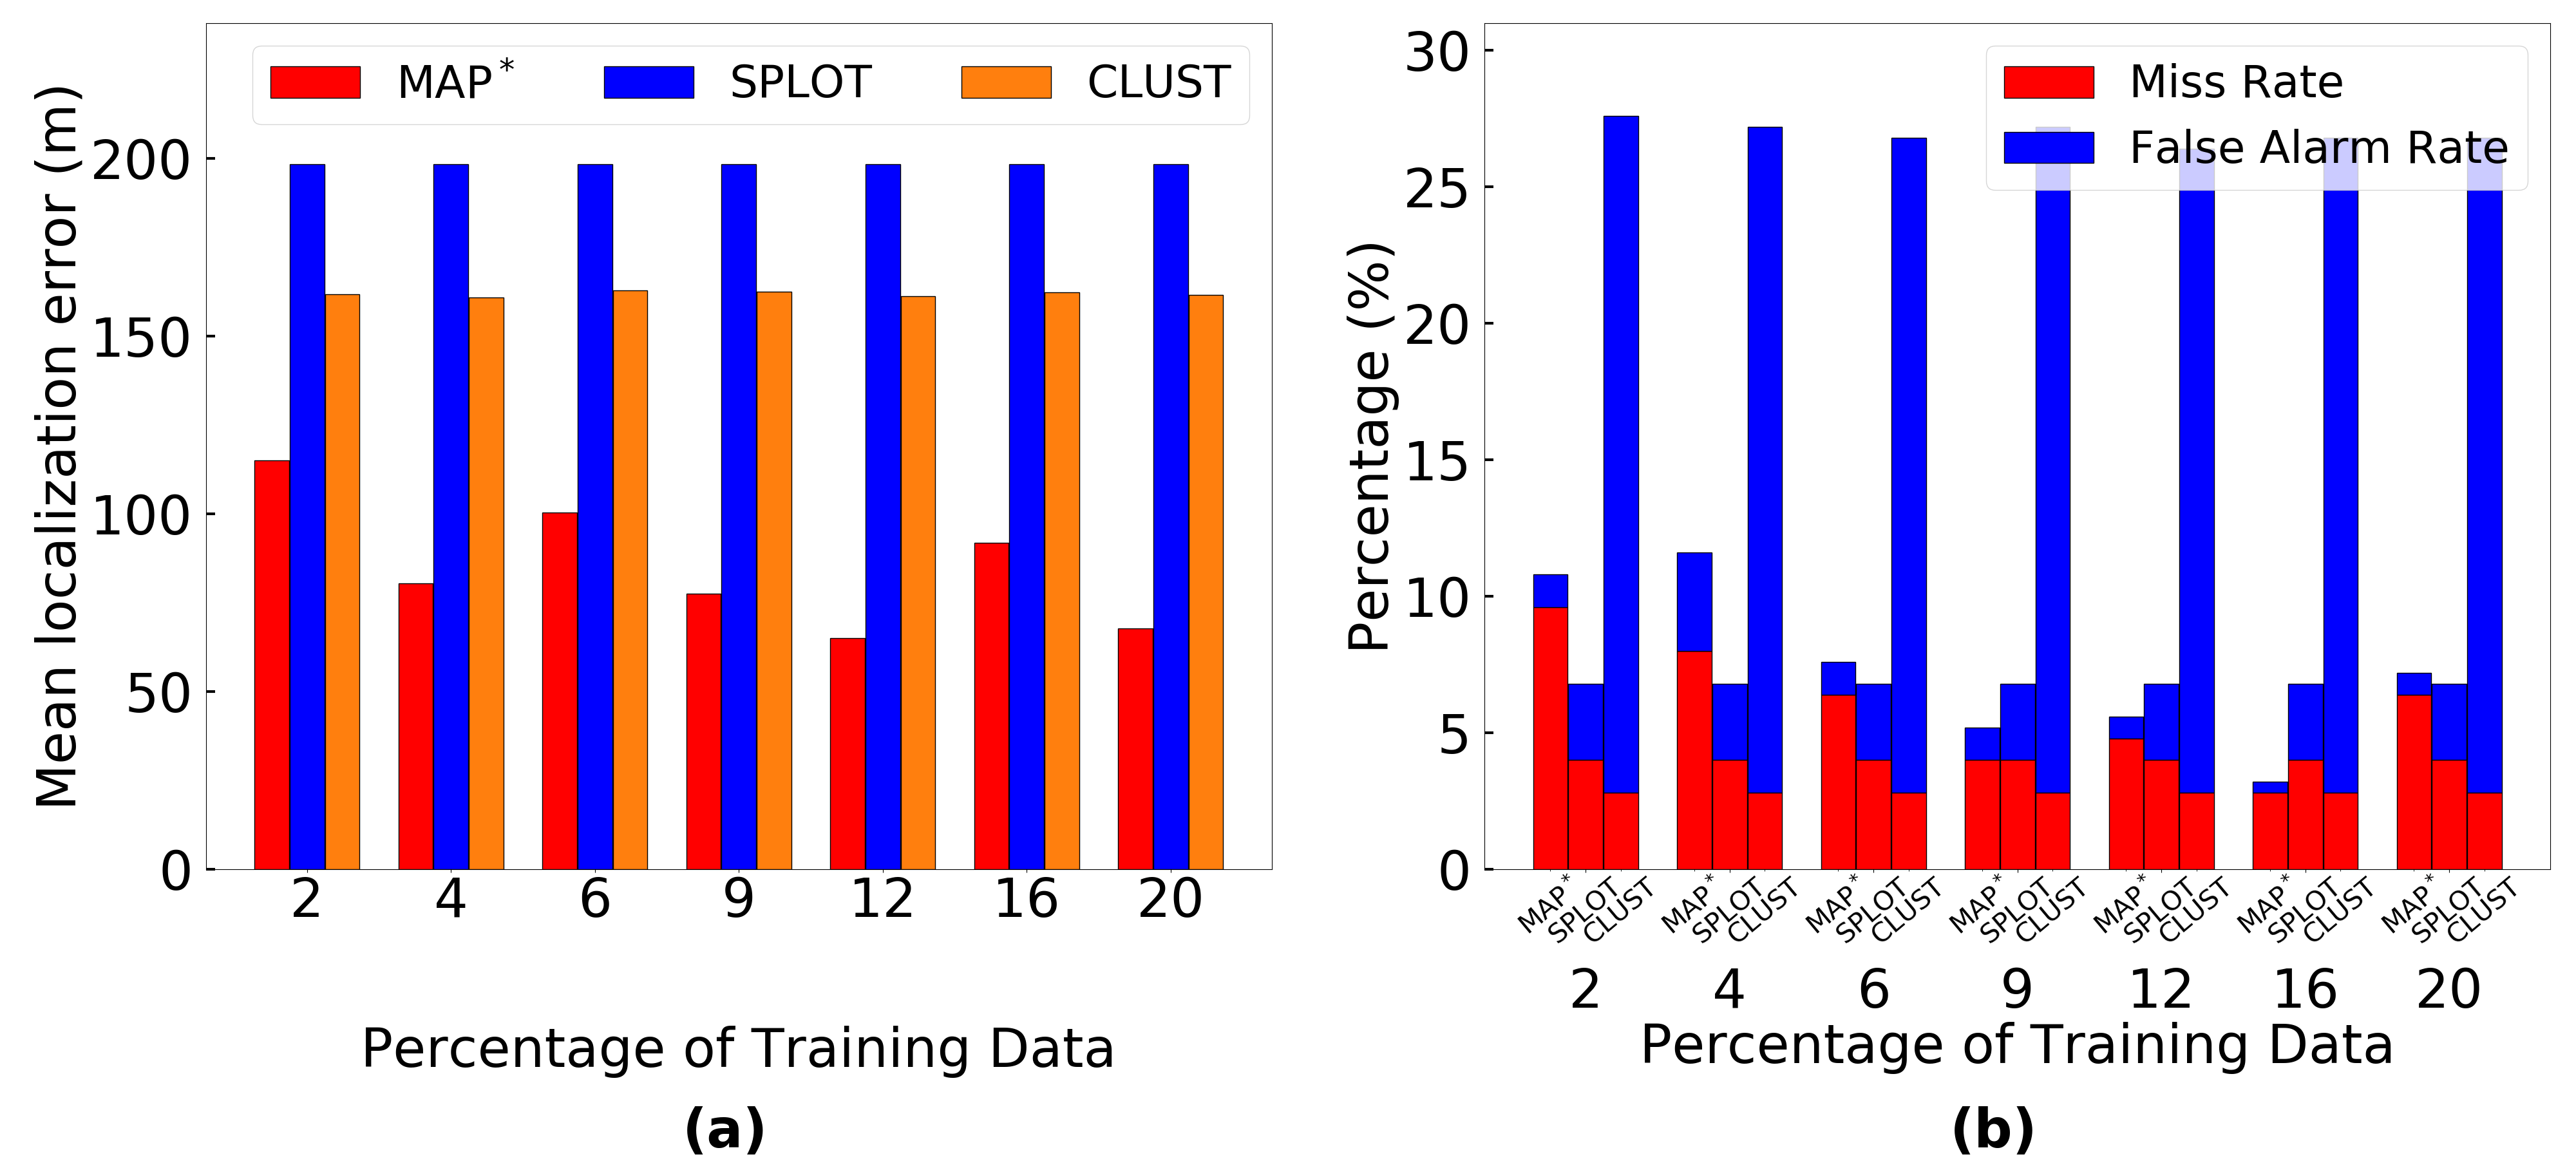 MAP* SPLOT CLUST
Mean localization error (m)
200
150
100
50
0
2 4 6 9 12 16 20
Percentage of Training Data
(a)
Miss Rate
False Alarm Rate
Percentage (%)
30
25
20
15
10
5
0
MAP* SPLOT CLUST MAP* SPLOT CLUST MAP* SPLOT CLUST MAP* SPLOT CLUST MAP* SPLOT CLUST MAP* SPLOT CLUST MAP* SPLOT CLUST
2 4 6 9 12 16 20
Percentage of Training Data
(b)